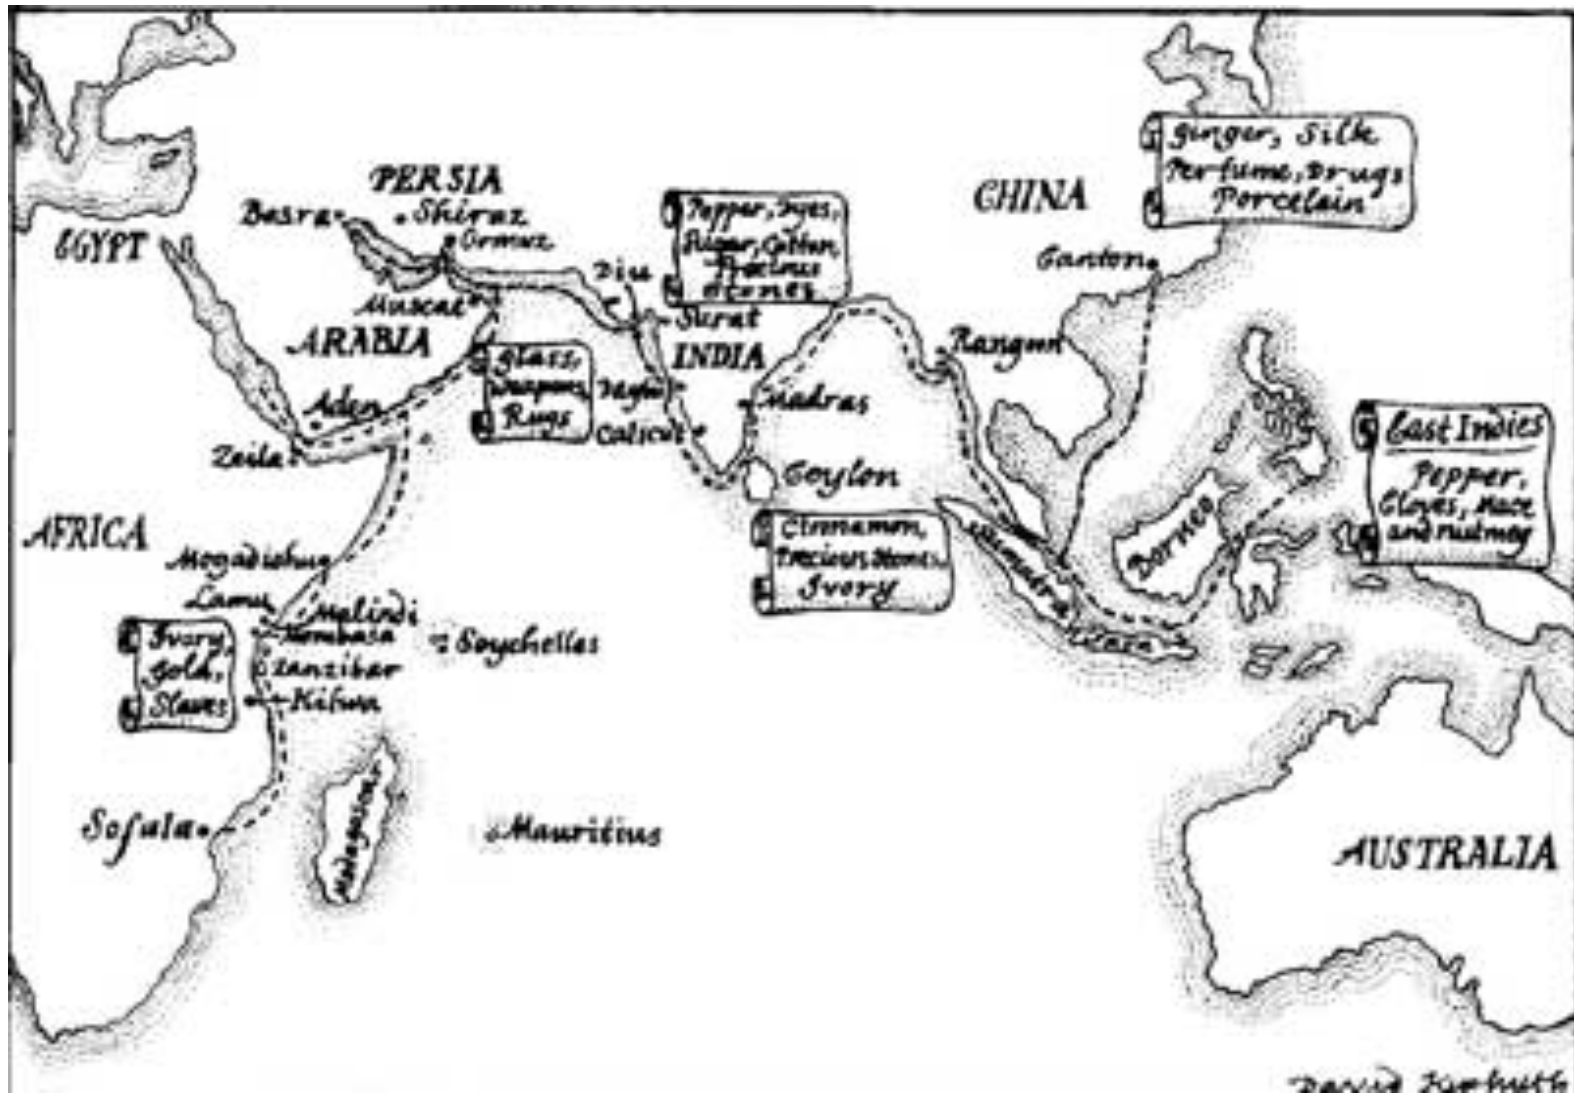 ginger, Silk
Perfume, Drugs
Porcelain
PERSIA
Basra
Shiraz
Ormuz
EGYPT
CHINA
Canton
Pepper, Dyes,
Sugar, Cotton
Precious
Stones
Diu
Muscat
Surat
ARABIA
INDIA
Rangoon
glass,
weapons,
Rugs
Aden
Madras
Calicut
Zeila
Ceylon
East Indies
Pepper,
Cloves, Mace
and nutmeg
AFRICA
Cinnamon,
Precious Stones,
Ivory
Sumatra
Borneo
Mogadishu
Lamu
Malindi
Mombasa
Seychelles
Ivory,
gold,
Slaves
Zanzibar
Kilwa
Madagascar
Sofala
Mauritius
AUSTRALIA
David